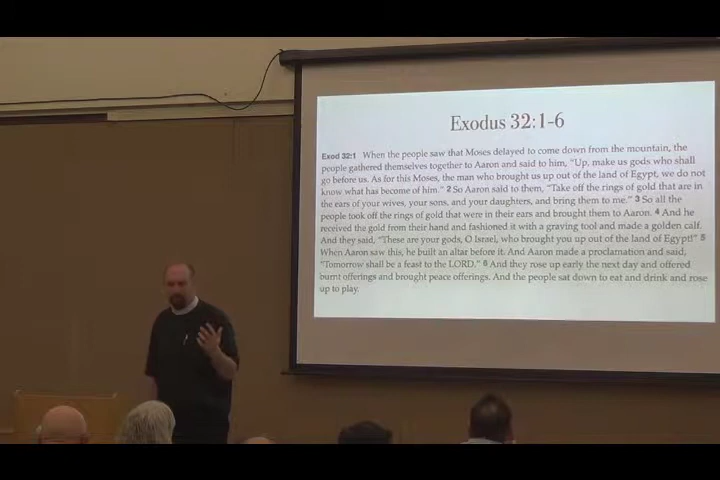 Exodus 32:1-6
Exod 32:1 When the people saw that Moses delayed to come down from the mountain, the
people gathered themselves together to Aaron and said to him, "Up, make us gods who shall
go before us. As for this Moses, the man who brought us up out of the land of Egypt, we do not
know what has become of him." 2 So Aaron said to them, "Take off the rings of gold that are in
the ears of your wives, your sons, and your daughters, and bring them to me." 3 So all the
people took off the rings of gold that were in their ears and brought them to Aaron. 4 And he
received the gold from their hand and fashioned it with a graving tool and made a golden calf.
And they said, "These are your gods, O Israel, who brought you up out of the land of Egypt!" 5
When Aaron saw this, he built an altar before it. And Aaron made a proclamation and said,
"Tomorrow shall be a feast to the LORD." 6 And they rose up early the next day and offered
burnt offerings and brought peace offerings. And the people sat down to eat and drink and rose
up to play.